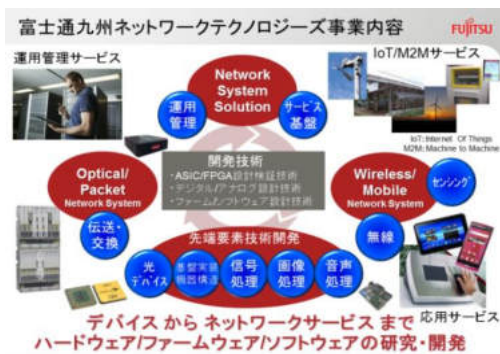 富士通九州ネットワークテクノロジーズ事業内容
FUJITSU
運用管理サービス
IoT/M2Mサービス
Network
System
Solution
運用
管理
サービス
基盤
IoT:Internet Of Things
M2M:Machine to Machine
開発技術
・ASIC/FPGA設計検証技術
・デジタル/アナログ設計技術
・ファーム/ソフトウェア設計技術
Optical/
Packet
Network System
伝送・
交換
Wireless/
Mobile
Network System
センシング
無線
先端要素技術開発
光
デバイス
基盤実装
筐体構造
信号
処理
画像
処理
音声
処理
応用サービス
デバイス から ネットワークサービス まで
ハードウェア/ファームウェア/ソフトウェアの研究・開発